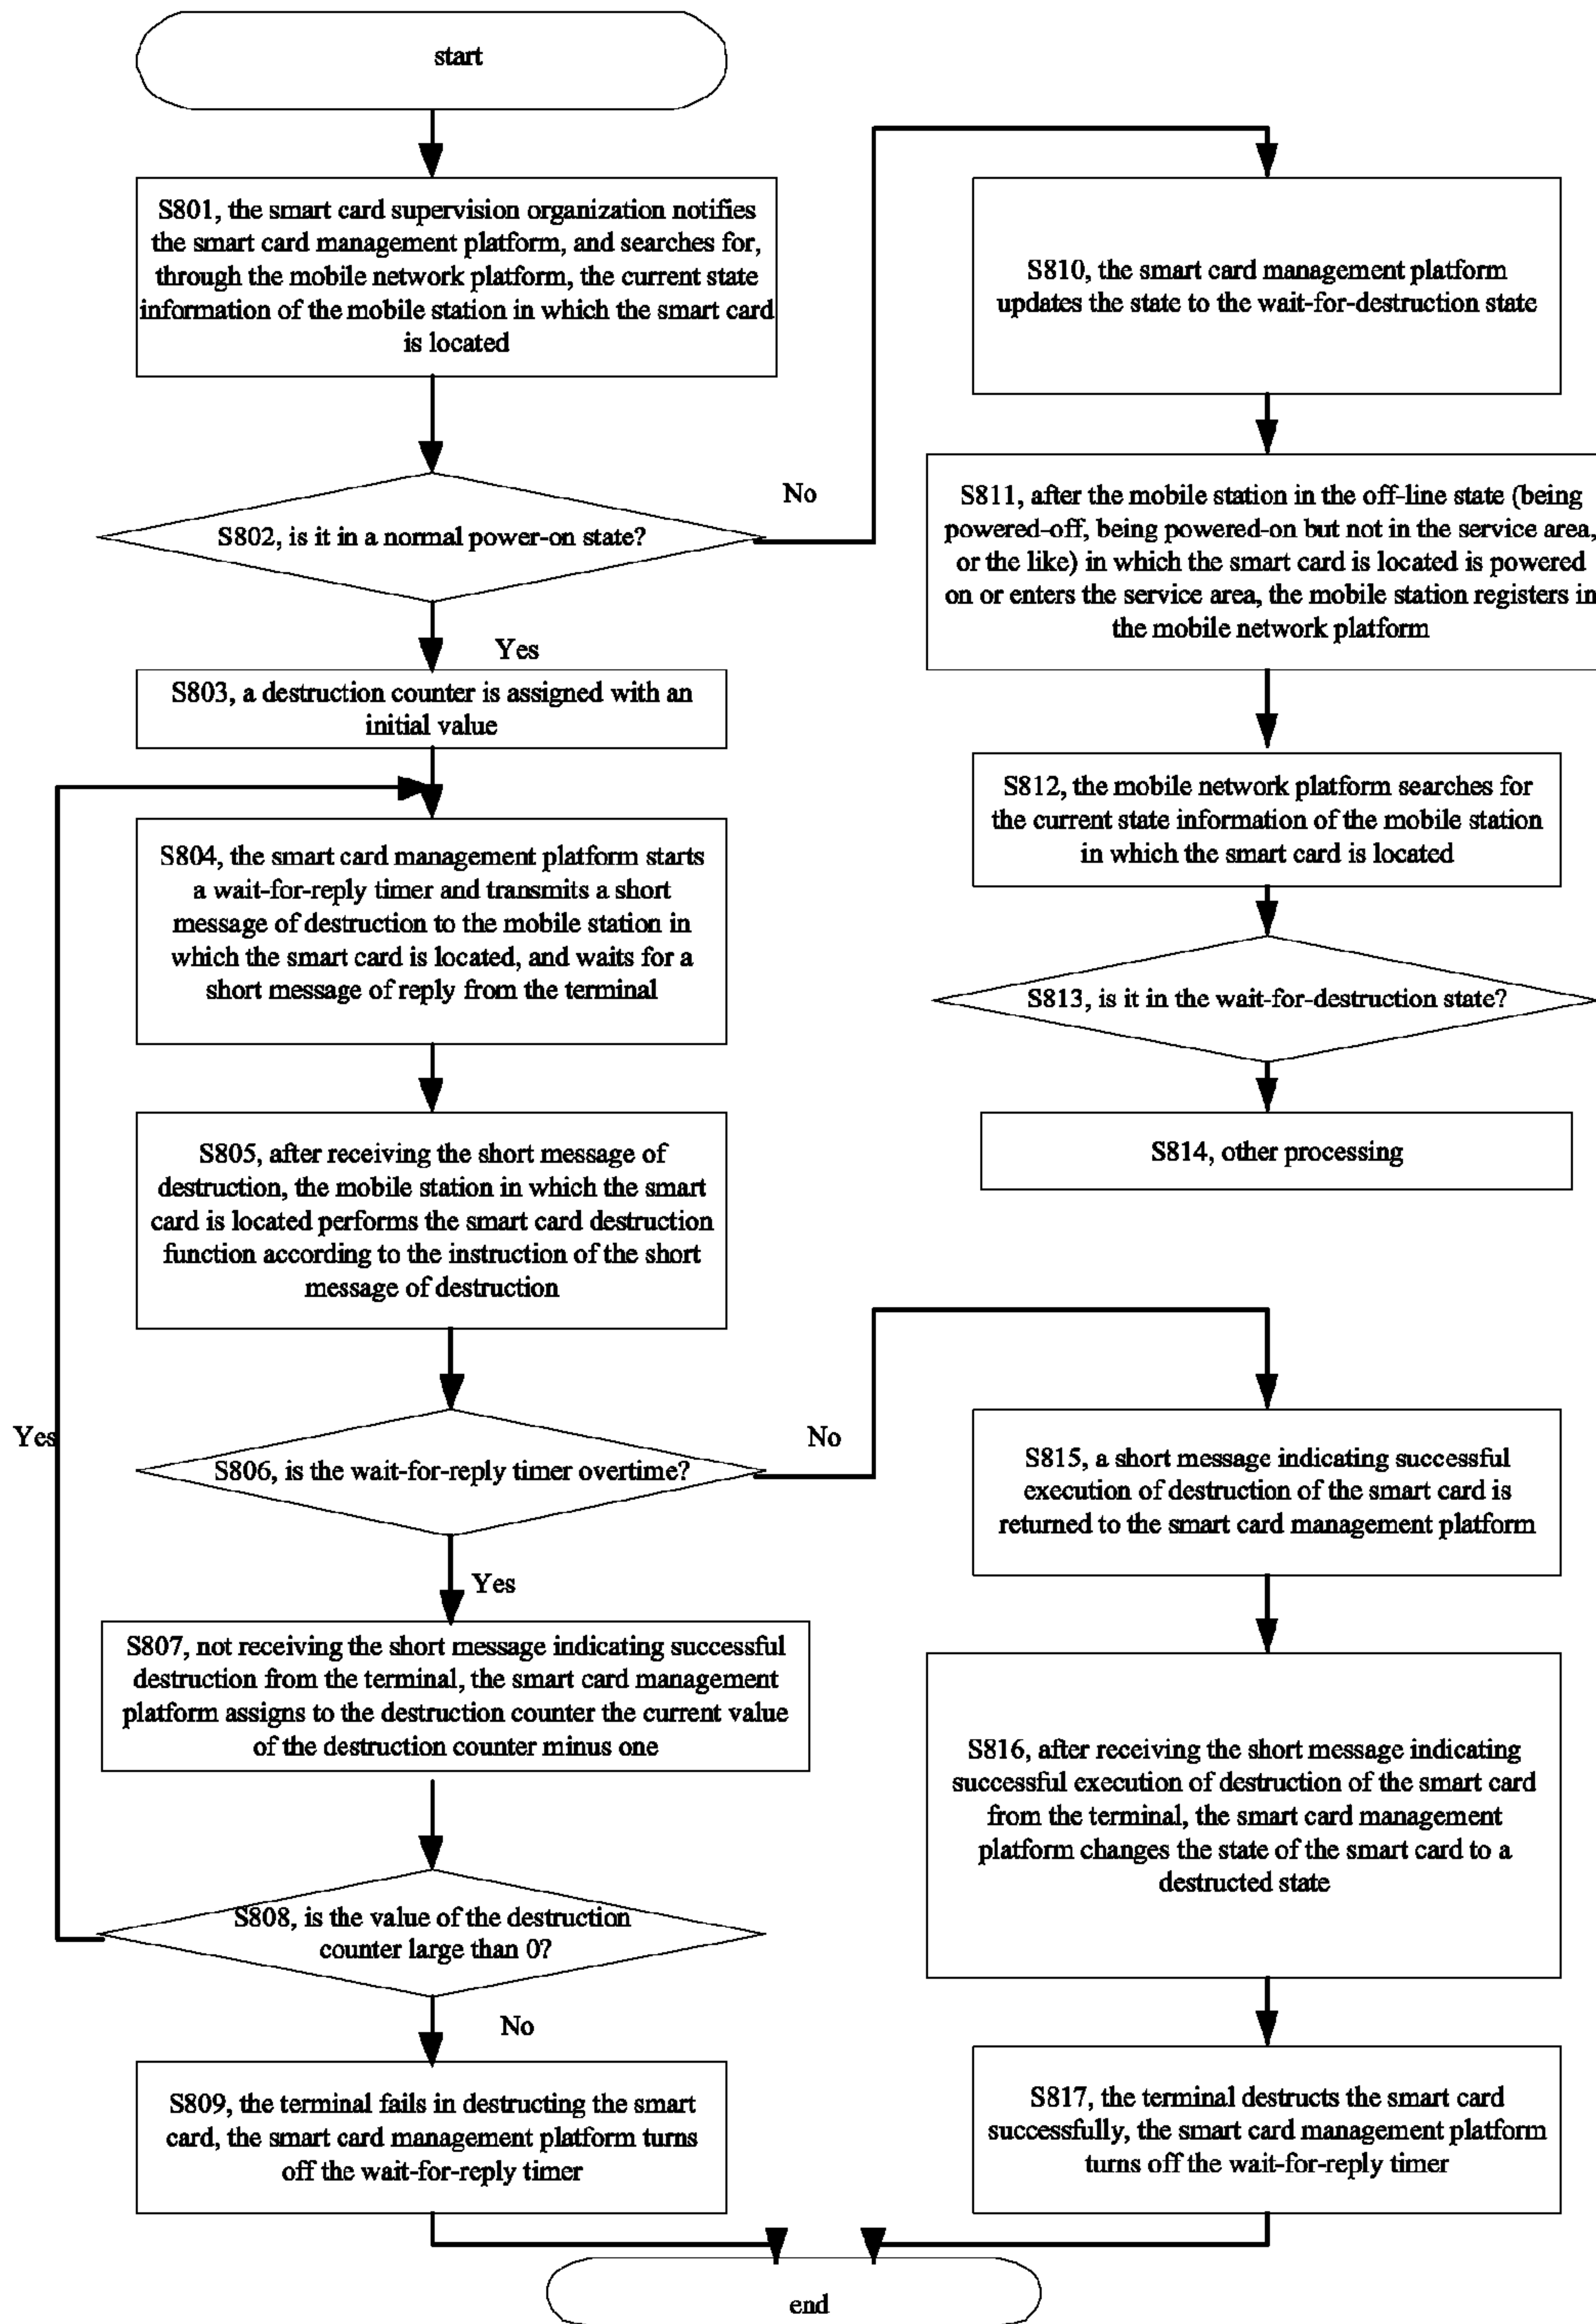 start
S801, the smart card supervision organization notifies
the smart card management platform, and searches for,
through the mobile network platform, the current state
information of the mobile station in which the smart card
is located
S802, is it in a normal power-on state?
No
Yes
S803, a destruction counter is assigned with an
initial value
S804, the smart card management platform starts
a wait-for-reply timer and transmits a short
message of destruction to the mobile station in
which the smart card is located, and waits for a
short message of reply from the terminal
S805, after receiving the short message of
destruction, the mobile station in which the smart
card is located performs the smart card destruction
function according to the instruction of the short
message of destruction
S806, is the wait-for-reply timer overtime?
No
Yes
S807, not receiving the short message indicating successful
destruction from the terminal, the smart card management
platform assigns to the destruction counter the current value
of the destruction counter minus one
S808, is the value of the destruction
counter large than 0?
Yes
No
S809, the terminal fails in destructing the smart
card, the smart card management platform turns
off the wait-for-reply timer
S810, the smart card management platform
updates the state to the wait-for-destruction state
S811, after the mobile station in the off-line state (being
powered-off, being powered-on but not in the service area,
or the like) in which the smart card is located is powered
on or enters the service area, the mobile station registers in
the mobile network platform
S812, the mobile network platform searches for
the current state information of the mobile station
in which the smart card is located
S813, is it in the wait-for-destruction state?
S814, other processing
S815, a short message indicating successful
execution of destruction of the smart card is
returned to the smart card management platform
S816, after receiving the short message indicating
successful execution of destruction of the smart card
from the terminal, the smart card management
platform changes the state of the smart card to a
destructed state
S817, the terminal destructs the smart card
successfully, the smart card management platform
turns off the wait-for-reply timer
end